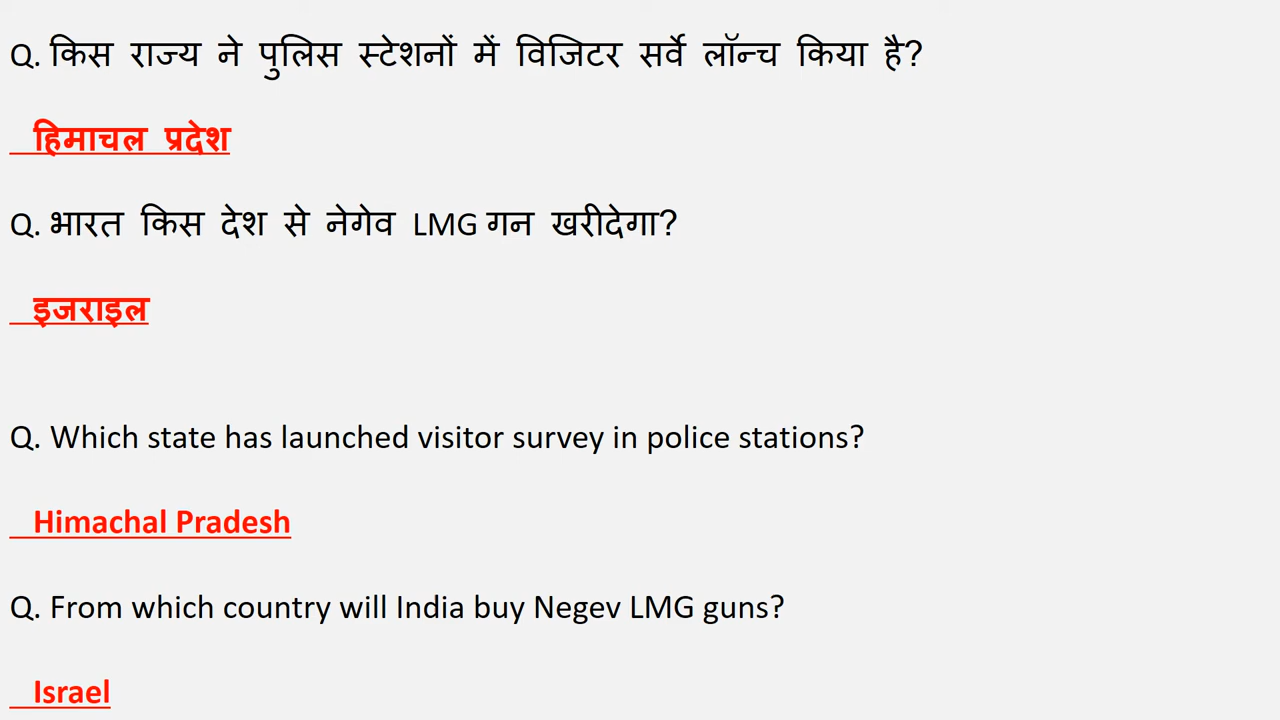 Q. किस राज्य ने पुलिस स्टेशनों में विजिटर सर्वे लॉन्च किया है?
हिमाचल प्रदेश
Q. भारत किस देश से नेगेव LMG गन खरीदेगा?
इजराइल
Q. Which state has launched visitor survey in police stations?
Himachal Pradesh
Q. From which country will India buy Negev LMG guns?
Israel